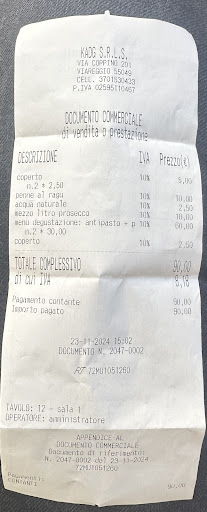 KADG S.R.L.S.
VIA COPPINO 201
VIAREGGIO 55049
CELL. 3701530433
P.IVA 02595110467
DOCUMENTO COMMERCIALE
di vendita o prestazione
DESCRIZIONE IVA Prezzo(€)
coperto 10% 5,00
n.2 * 2,50
penne al ragu 10% 10,00
acqua naturale 10% 2,50
mezzo litro prosecco 10% 10,00
menu degustazione: antipasto + p 10% 60,00
n.2 * 30,00
coperto 10% 2,50
TOTALE COMPLESSIVO 90,00
di cui IVA 8,18
Pagamento contante 90,00
Importo pagato 90,00
23-11-2024 15:02
DOCUMENTO N. 2047-0002
RT 72MU1051260
TAVOLO: 12 - sala 1
OPERATORE: amministratore
APPENDICE AL
DOCUMENTO COMMERCIALE
Documento di riferimento:
N. 2047-0002 del 23-11-2024
72MU1051260
Pagamenti:
CONTANTI 90,00